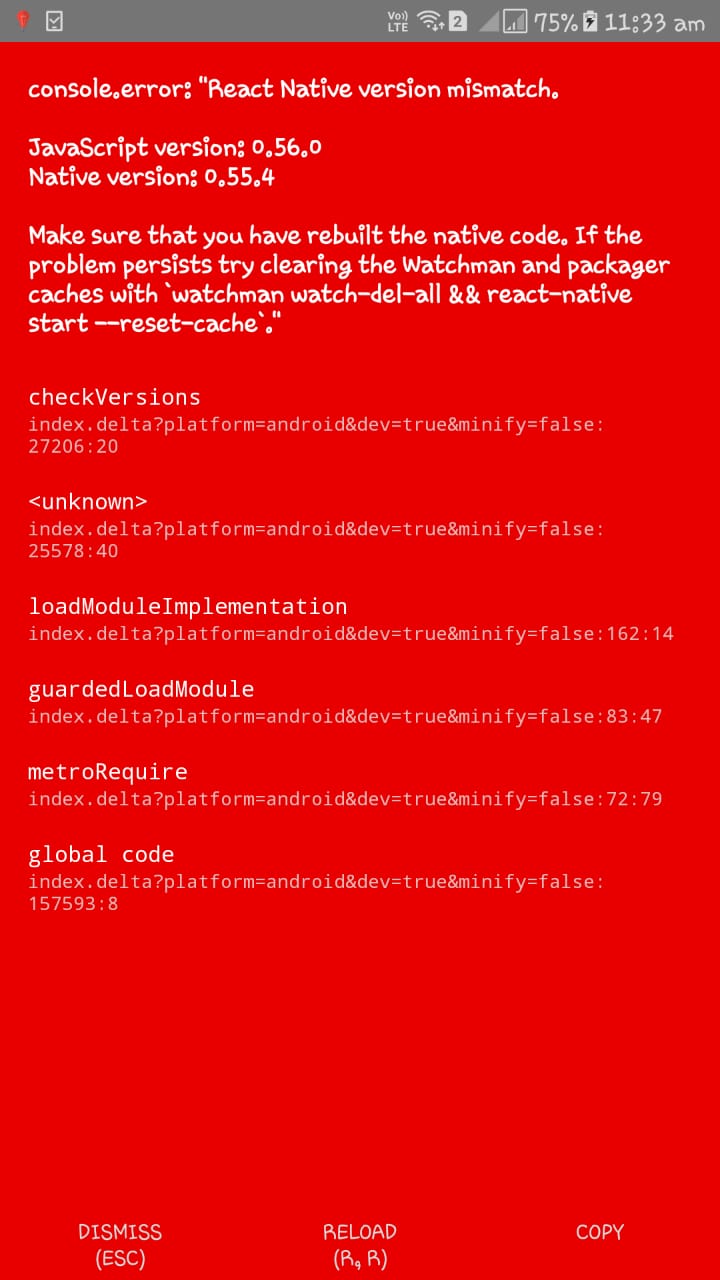 Vo))
LTE
2
75%
11:33 am
console.error: "React Native version mismatch.
JavaScript version: 0.56.0
Native version: 0.55.4
Make sure that you have rebuilt the native code. If the
problem persists try clearing the Watchman and packager
caches with `watchman watch-del-all && react-native
start --reset-cache`."
checkVersions
index.delta?platform=android&dev=true&minify=false:
27206:20
<unknown>
index.delta?platform=android&dev=true&minify=false:
25578:40
loadModuleImplementation
index.delta?platform=android&dev=true&minify=false:162:14
guardedLoadModule
index.delta?platform=android&dev=true&minify=false:83:47
metroRequire
index.delta?platform=android&dev=true&minify=false:72:79
global code
index.delta?platform=android&dev=true&minify=false:
157593:8
DISMISS
(ESC)
RELOAD
(R, R)
COPY